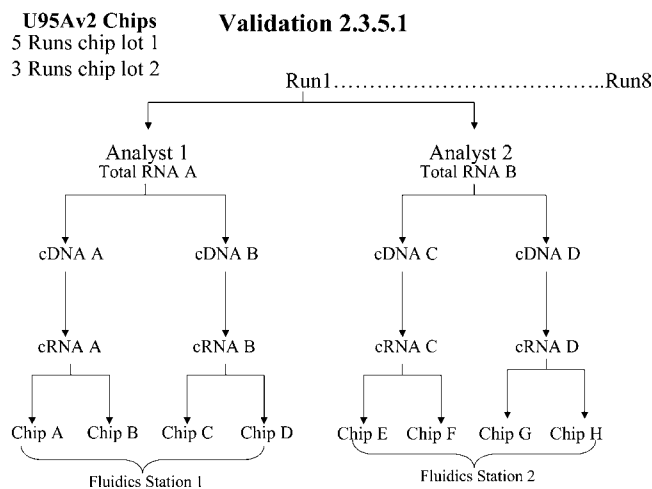 U95Av2 Chips
Validation 2.3.5.1
5 Runs chip lot 1
3 Runs chip lot 2
Run1..................................Run8
Analyst 1
Total RNA A
Analyst 2
Total RNA B
cDNA A
cDNA B
cDNA C
cDNA D
cRNA A
cRNA B
cRNA C
cRNA D
Chip A
Chip B
Chip C
Chip D
Chip E
Chip F
Chip G
Chip H
Fluidics Station 1
Fluidics Station 2